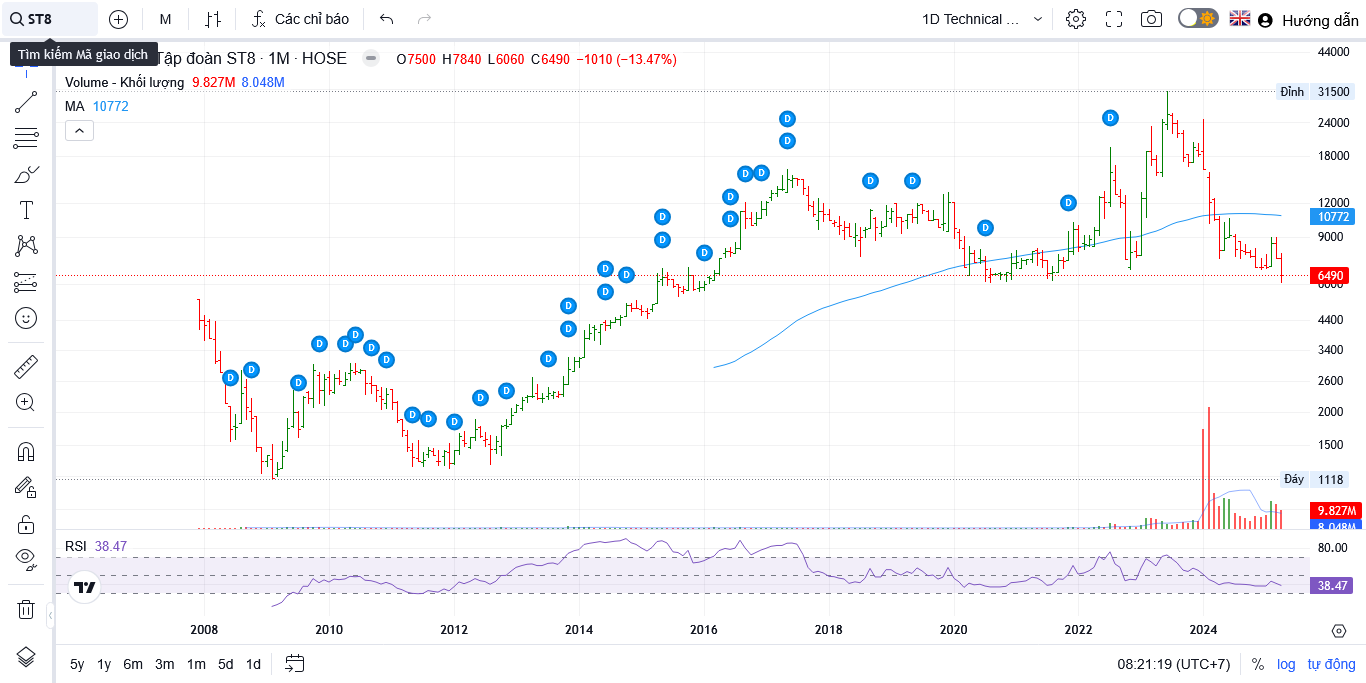 ST8 M Các chỉ báo 1D Technical ... Hướng dẫn
Tìm kiếm Mã giao dịch
Tập đoàn ST8 · 1M · HOSE O7500 H7840 L6060 C6490 −1010 (−13.47%)
Volume - Khối lượng 9.827M 8.048M
MA 10772
44000
Đỉnh 31500
24000
18000
12000
10772
9000
6490
6000
4400
3400
2600
2000
1500
Đáy 1118
9.827M
8.048M
D D D D D D D D D D D D D D D D D D D D D D D D D D D D D D D D D D D
RSI 38.47
80.00
38.47
2008 2010 2012 2014 2016 2018 2020 2022 2024
5y 1y 6m 3m 1m 5d 1d 08:21:19 (UTC+7) % log tự động